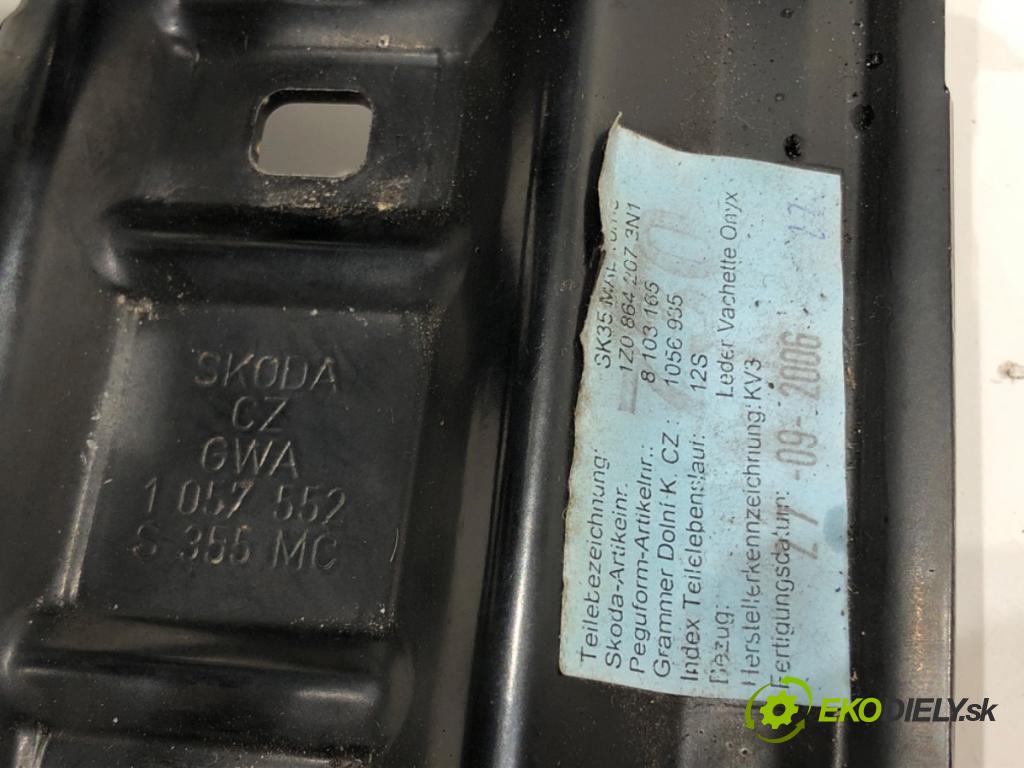 SKODA
CZ
GWA
1 057 552
S 355 MC
Teilebezeichnung: SK35
Skoda-Artikelnr. 1Z0 864 207 3N1
Peguform-Artikelnr.: 8 103 165
Grammer Dolni K. CZ : 1056 935
Index Teilelebenslauf: 12S
Bezug: Leder Vachette Onyx
Herstellerkennzeichnung: KV3
Fertigungsdatum: 27 -09- 2006
EKODIELY.sk